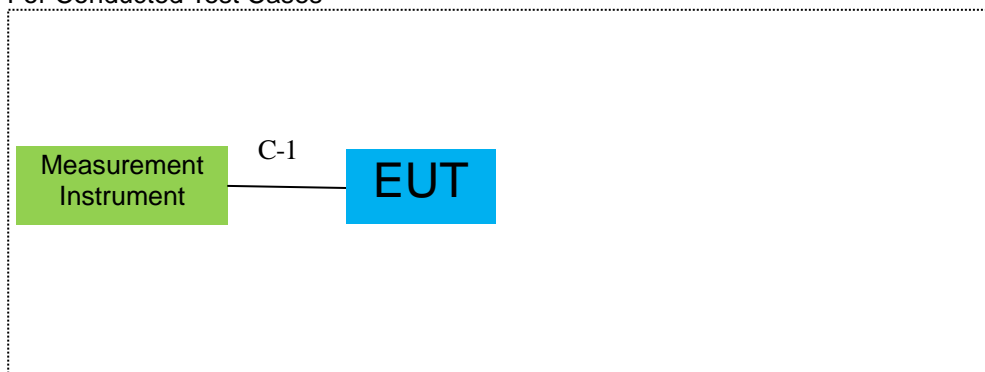 For Conducted Test Cases
C-1
Measurement
Instrument
EUT